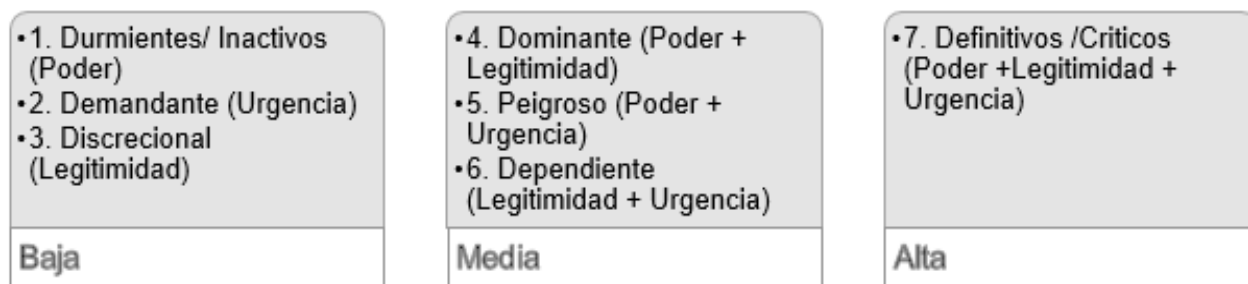 •1. Durmientes/ Inactivos
(Poder)
•2. Demandante (Urgencia)
•3. Discrecional
(Legitimidad)
Baja
•4. Dominante (Poder +
Legitimidad)
•5. Peigroso (Poder +
Urgencia)
•6. Dependiente
(Legitimidad + Urgencia)
Media
•7. Definitivos /Criticos
(Poder +Legitimidad +
Urgencia)
Alta